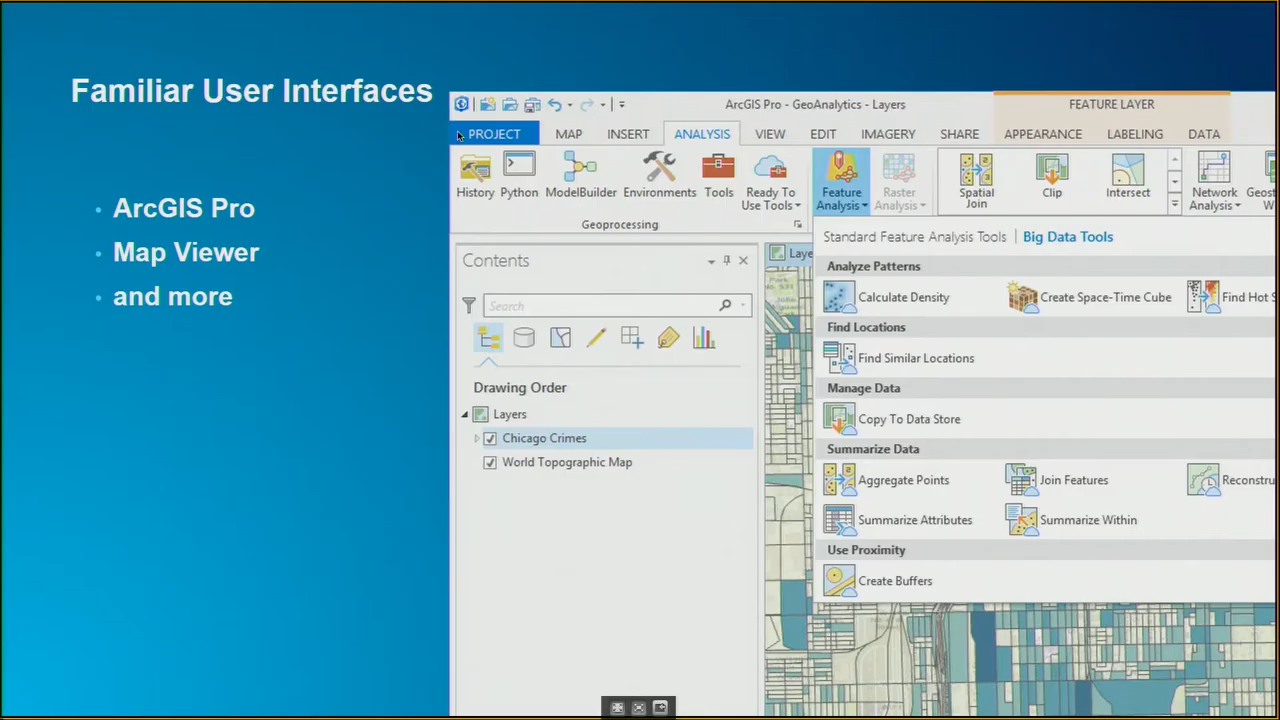 Familiar User Interfaces
ArcGIS Pro
Map Viewer
and more
ArcGIS Pro - GeoAnalytics - Layers
FEATURE LAYER
PROJECT MAP INSERT ANALYSIS VIEW EDIT IMAGERY SHARE APPEARANCE LABELING DATA
History Python ModelBuilder Environments Tools Ready To Use Tools Feature Analysis Raster Analysis Spatial Join Clip Intersect Network Analysis Geost
Geoprocessing
Contents
Search
Drawing Order
Layers
Chicago Crimes
World Topographic Map
Laye
Standard Feature Analysis Tools | Big Data Tools
Analyze Patterns
Calculate Density Create Space-Time Cube Find Hot S
Find Locations
Find Similar Locations
Manage Data
Copy To Data Store
Summarize Data
Aggregate Points Join Features Reconstru
Summarize Attributes Summarize Within
Use Proximity
Create Buffers